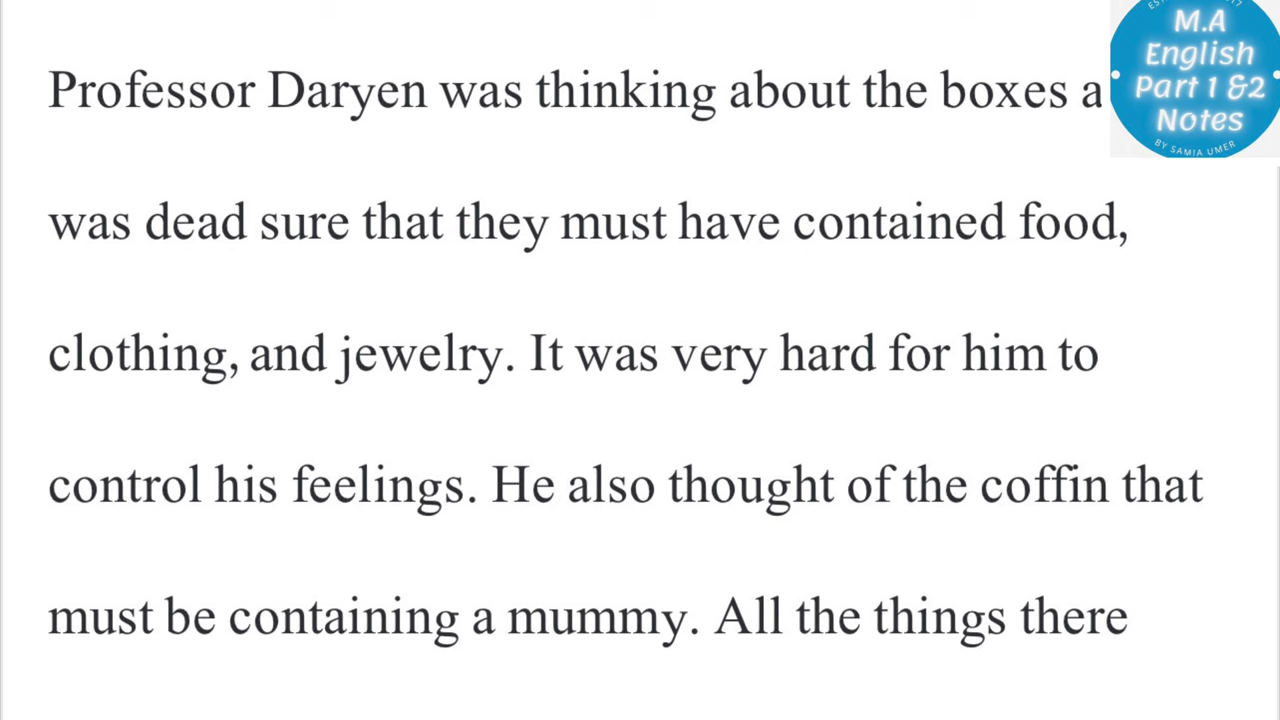 Professor Daryen was thinking about the boxes a
was dead sure that they must have contained food,
clothing, and jewelry. It was very hard for him to
control his feelings. He also thought of the coffin that
must be containing a mummy. All the things there
M.A
English
Part 1 &2
Notes
BY SAMIA UMER